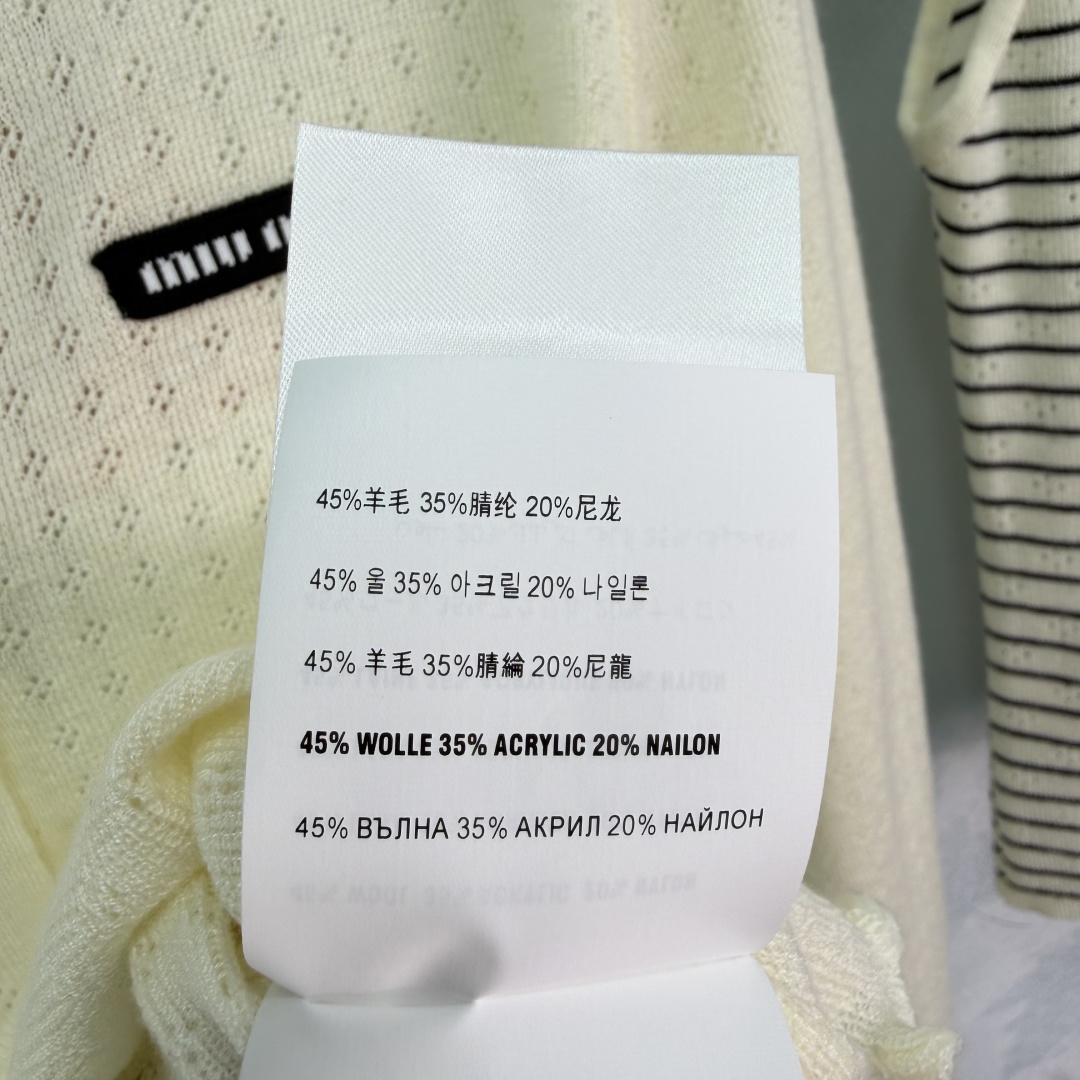 miu
45%羊毛 35%腈纶 20%尼龙
45% 울 35% 아크릴 20% 나일론
45% 羊毛 35%腈綸 20%尼龍
45% WOLLE 35% ACRYLIC 20% NAILON
45% ВЪЛНА 35% АКРИЛ 20% НАЙЛОН